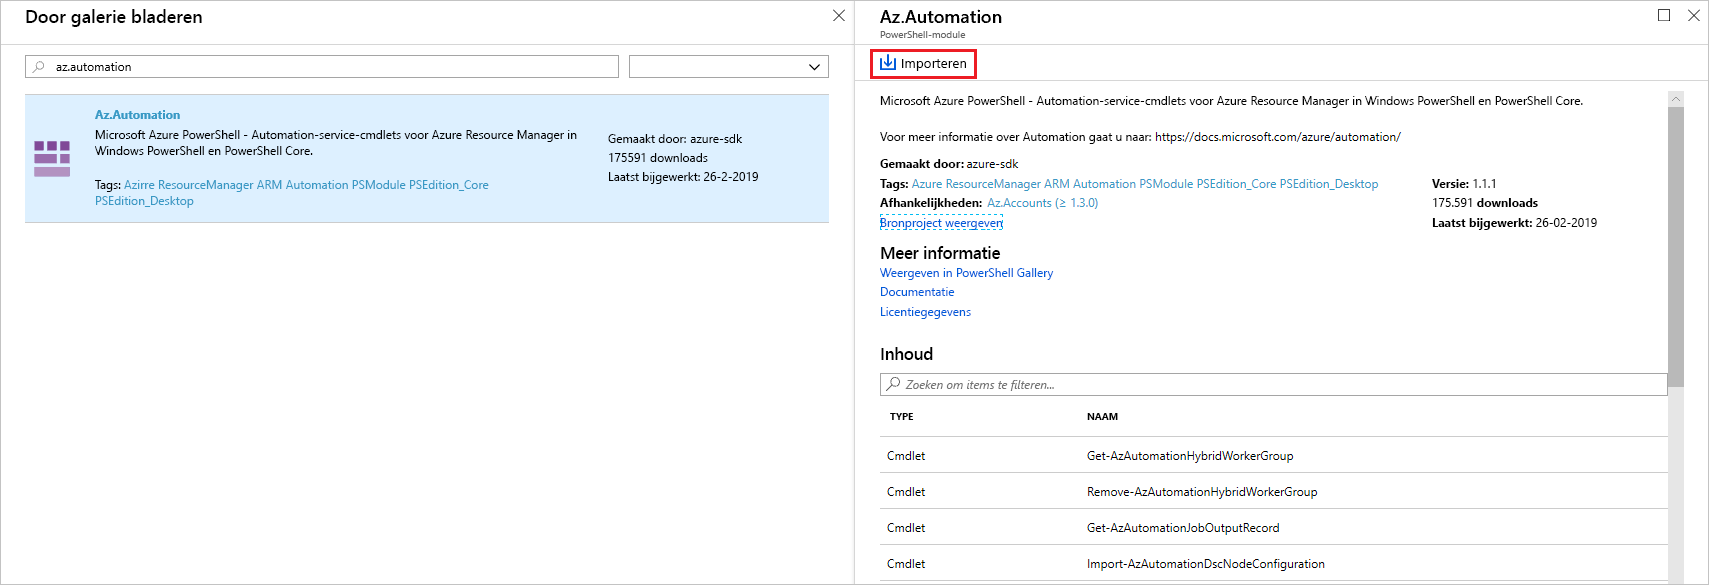 Door galerie bladeren
az.automation
Az.Automation
Microsoft Azure PowerShell - Automation-service-cmdlets voor Azure Resource Manager in
Windows PowerShell en PowerShell Core.
Tags: Azirre ResourceManager ARM Automation PSModule PSEdition_Core
PSEdition_Desktop
Gemaakt door: azure-sdk
175591 downloads
Laatst bijgewerkt: 26-2-2019
Az.Automation
PowerShell-module
Importeren
Microsoft Azure PowerShell - Automation-service-cmdlets voor Azure Resource Manager in Windows PowerShell en PowerShell Core.
Voor meer informatie over Automation gaat u naar: https://docs.microsoft.com/azure/automation/
Gemaakt door: azure-sdk
Tags: Azure ResourceManager ARM Automation PSModule PSEdition_Core PSEdition_Desktop
Afhankelijkheden: Az.Accounts (≥ 1.3.0)
Bronproject weergeven
Versie: 1.1.1
175.591 downloads
Laatst bijgewerkt: 26-02-2019
Meer informatie
Weergeven in PowerShell Gallery
Documentatie
Licentiegegevens
Inhoud
Zoeken om items te filteren...
TYPE NAAM
Cmdlet Get-AzAutomationHybridWorkerGroup
Cmdlet Remove-AzAutomationHybridWorkerGroup
Cmdlet Get-AzAutomationJobOutputRecord
Cmdlet Import-AzAutomationDscNodeConfiguration